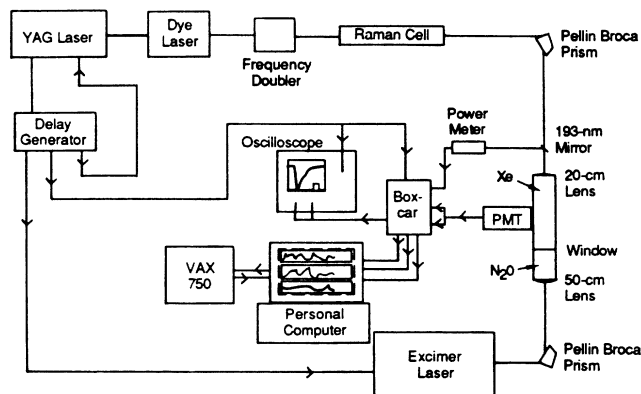 YAG Laser
Dye
Laser
Frequency
Doubler
Raman Cell
Pellin Broca
Prism
Delay
Generator
Oscilloscope
Power
Meter
193-nm
Mirror
Xe
20-cm
Lens
Box-
car
PMT
Window
N20
50-cm
Lens
VAX
750
Personal
Computer
Excimer
Laser
Pellin Broca
Prism